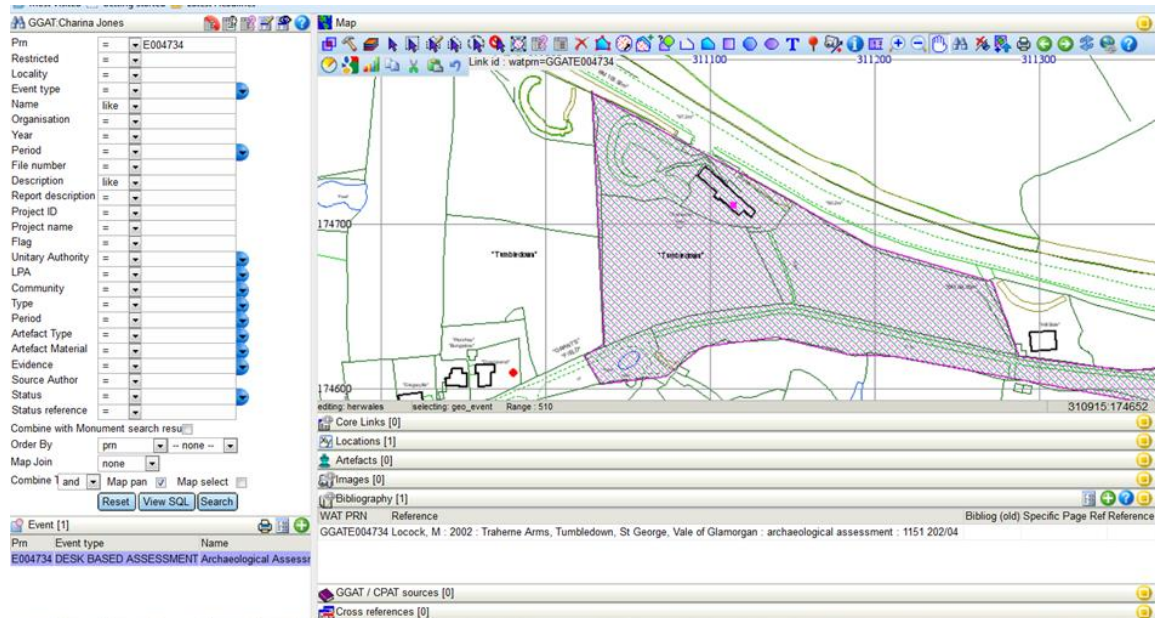 GGAT:Charina Jones
Prn = E004734
Restricted =
Locality =
Event type =
Name like
Organisation =
Year =
Period =
File number =
Description like
Report description =
Project ID =
Project name =
Flag =
Unitary Authority =
LPA =
Community =
Type =
Period =
Artefact Type =
Artefact Material =
Evidence =
Source Author =
Status =
Status reference =
Combine with Monument search resu
Order By prn -- none --
Map Join none
Combine T and Map pan Map select
Reset View SQL Search
Event [1]
Prn Event type Name
E004734 DESK BASED ASSESSMENT Archaeological Assessm
Map
Link id : watprn=GGATE004734
311100 311200 311300
174700
"Tumbledown" "Tumbledown"
174600
editing: herwales selecting: geo_event Range : 510 310915:174652
Core Links [0]
Locations [1]
Artefacts [0]
Images [0]
Bibliography [1]
WAT PRN Reference Bibliog (old) Specific Page Ref Reference
GGATE004734 Locock, M : 2002 : Traherne Arms, Tumbledown, St George, Vale of Glamorgan : archaeological assessment : 1151 202/04
GGAT / CPAT sources [0]
Cross references [0]